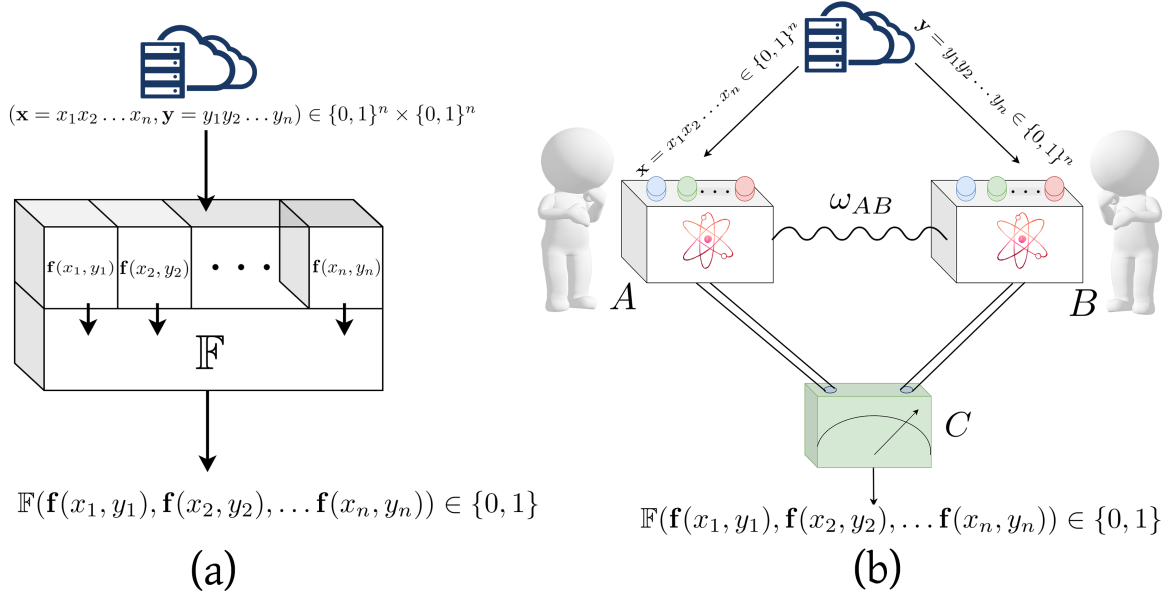 (𝐱 = x₁x₂ … xₙ, 𝐲 = y₁y₂ … yₙ) ∈ {0, 1}ⁿ × {0, 1}ⁿ
𝐟(x₁, y₁) 𝐟(x₂, y₂) • • • 𝐟(xₙ, yₙ)
𝔽
𝔽(𝐟(x₁, y₁), 𝐟(x₂, y₂), … 𝐟(xₙ, yₙ)) ∈ {0, 1}
(a)
𝐱 = x₁x₂ … xₙ ∈ {0, 1}ⁿ
𝐲 = y₁y₂ … yₙ ∈ {0, 1}ⁿ
ω_{AB}
A
B
C
𝔽(𝐟(x₁, y₁), 𝐟(x₂, y₂), … 𝐟(xₙ, yₙ)) ∈ {0, 1}
(b)